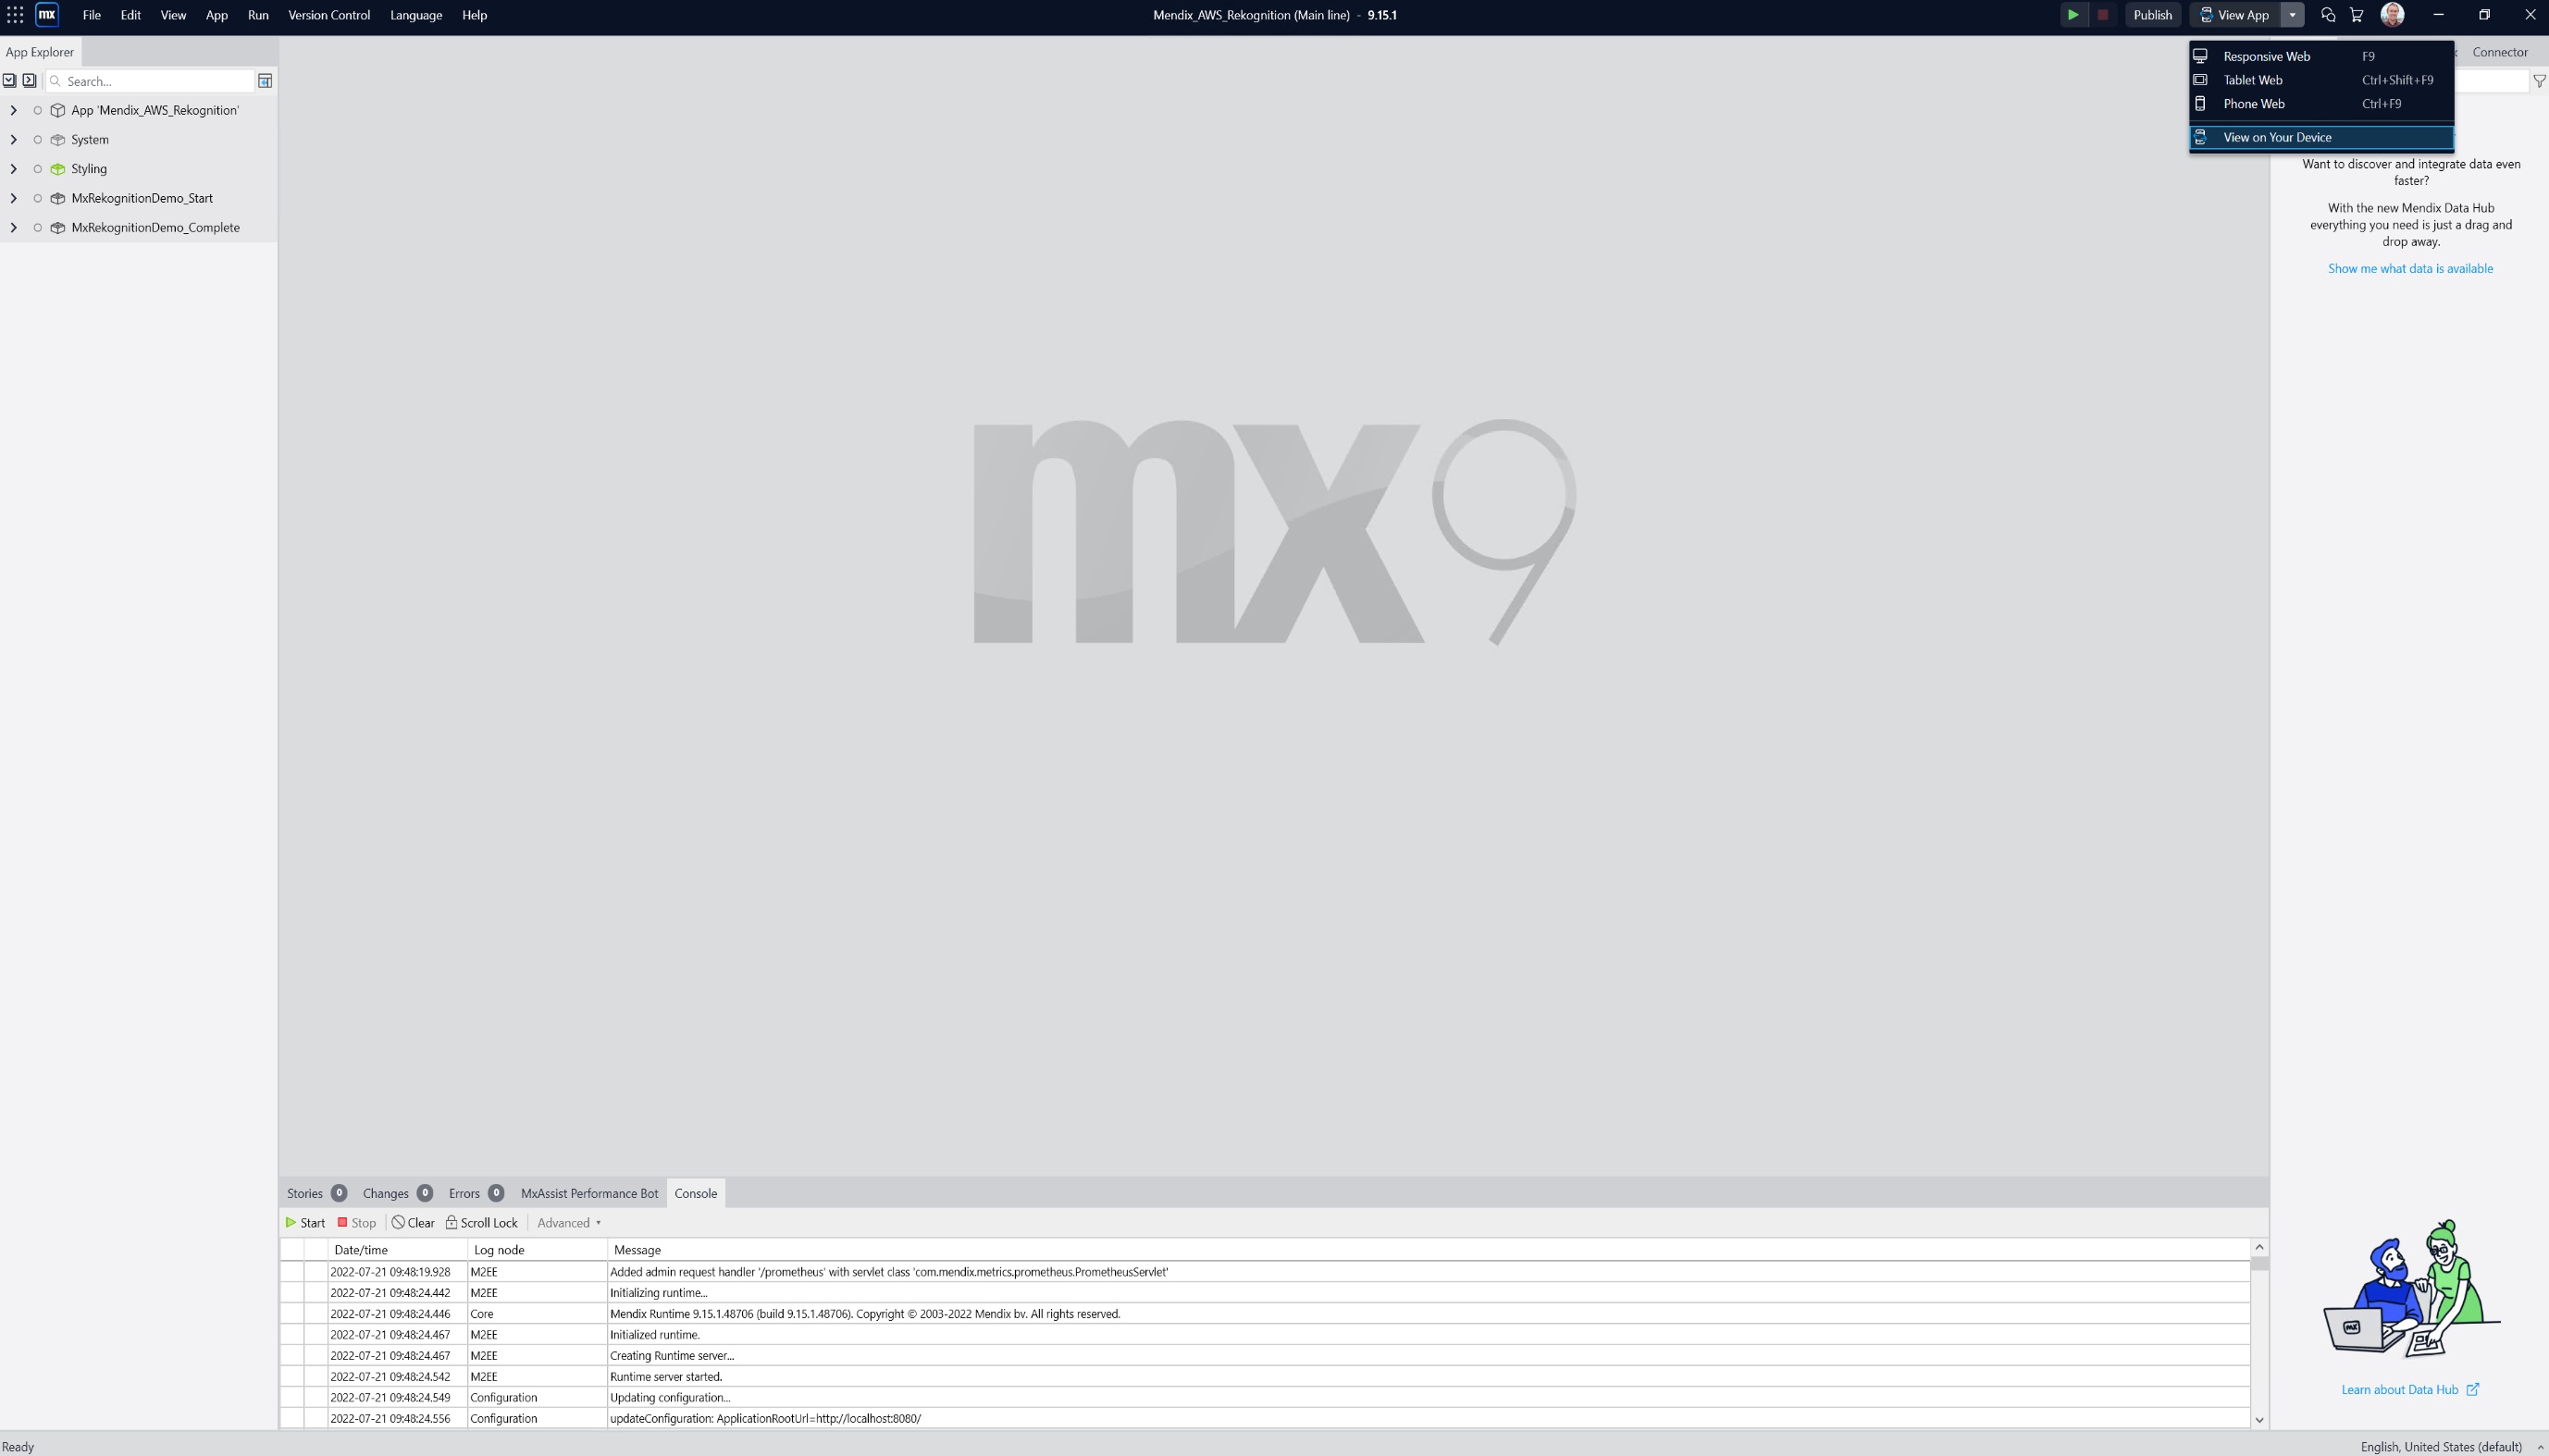 mx File Edit View App Run Version Control Language Help
Mendix_AWS_Rekognition (Main line) - 9.15.1
Publish View App
App Explorer
Search...
App 'Mendix_AWS_Rekognition'
System
Styling
MxRekognitionDemo_Start
MxRekognitionDemo_Complete
Responsive Web F9
Tablet Web Ctrl+Shift+F9
Phone Web Ctrl+F9
View on Your Device
Connector
Want to discover and integrate data even
faster?
With the new Mendix Data Hub
everything you need is just a drag and
drop away.
Show me what data is available
mx9
Stories 0 Changes 0 Errors 0 MxAssist Performance Bot Console
Start Stop Clear Scroll Lock Advanced
Date/time Log node Message
2022-07-21 09:48:19.928 M2EE Added admin request handler '/prometheus' with servlet class 'com.mendix.metrics.prometheus.PrometheusServlet'
2022-07-21 09:48:24.442 M2EE Initializing runtime...
2022-07-21 09:48:24.446 Core Mendix Runtime 9.15.1.48706 (build 9.15.1.48706). Copyright © 2003-2022 Mendix bv. All rights reserved.
2022-07-21 09:48:24.467 M2EE Initialized runtime.
2022-07-21 09:48:24.467 M2EE Creating Runtime server...
2022-07-21 09:48:24.542 M2EE Runtime server started.
2022-07-21 09:48:24.549 Configuration Updating configuration...
2022-07-21 09:48:24.556 Configuration updateConfiguration: ApplicationRootUrl=http://localhost:8080/
mx
Learn about Data Hub
Ready
English, United States (default)